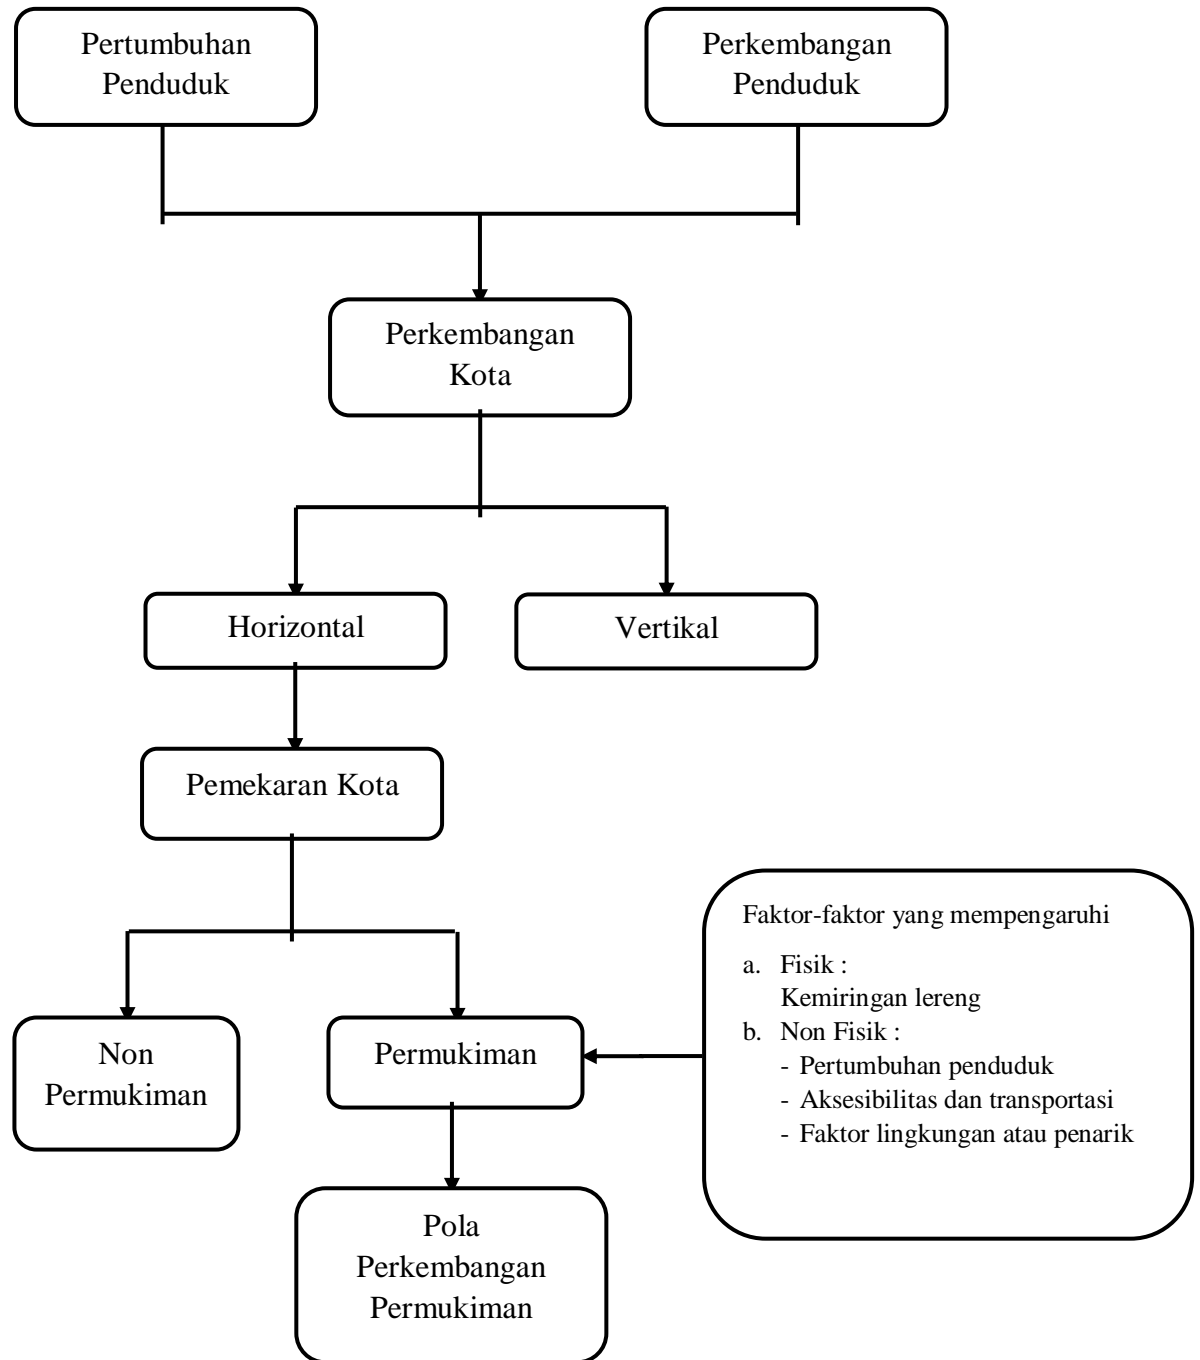 Pertumbuhan
Penduduk
Perkembangan
Penduduk
Perkembangan
Kota
Horizontal
Vertikal
Pemekaran Kota
Non
Permukiman
Permukiman
Faktor-faktor yang mempengaruhi
a. Fisik :
Kemiringan lereng
b. Non Fisik :
- Pertumbuhan penduduk
- Aksesibilitas dan transportasi
- Faktor lingkungan atau penarik
Pola
Perkembangan
Permukiman